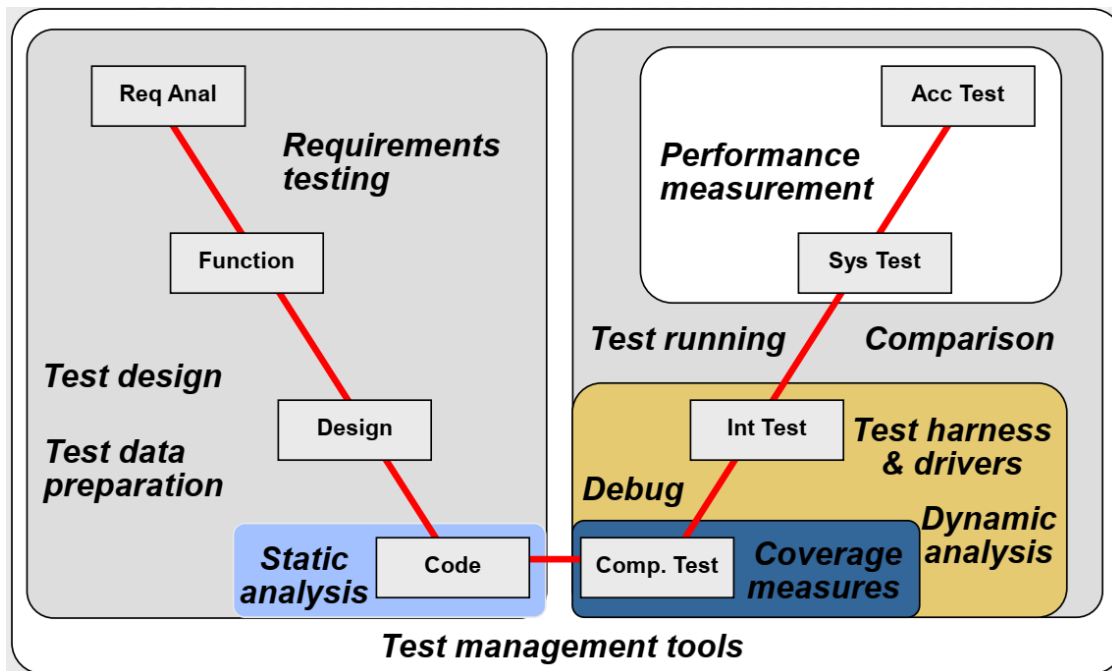 Req Anal
Requirements
testing
Function
Test design
Design
Test data
preparation
Static
analysis
Code
Acc Test
Performance
measurement
Sys Test
Test running
Comparison
Int Test
Test harness
& drivers
Debug
Dynamic
analysis
Comp. Test
Coverage
measures
Test management tools